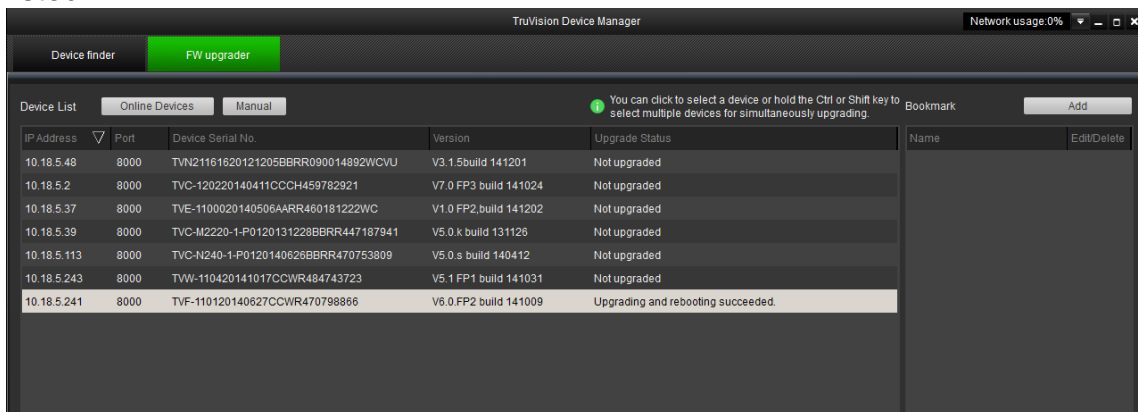 TruVision Device Manager
Network usage:0%
Device finder
FW upgrader
Device List
Online Devices
Manual
You can click to select a device or hold the Ctrl or Shift key to
select multiple devices for simultaneously upgrading.
Bookmark
Add
IP Address Port Device Serial No. Version Upgrade Status
Name Edit/Delete
10.18.5.48 8000 TVN21161620121205BBRR090014892WCVU V3.1.5build 141201 Not upgraded
10.18.5.2 8000 TVC-120220140411CCCH459782921 V7.0 FP3 build 141024 Not upgraded
10.18.5.37 8000 TVE-1100020140506AARR460181222WC V1.0 FP2,build 141202 Not upgraded
10.18.5.39 8000 TVC-M2220-1-P0120131228BBRR447187941 V5.0.k build 131126 Not upgraded
10.18.5.113 8000 TVC-N240-1-P0120140626BBRR470753809 V5.0.s build 140412 Not upgraded
10.18.5.243 8000 TVW-110420141017CCWR484743723 V5.1 FP1 build 141031 Not upgraded
10.18.5.241 8000 TVF-110120140627CCWR470798866 V6.0.FP2 build 141009 Upgrading and rebooting succeeded.